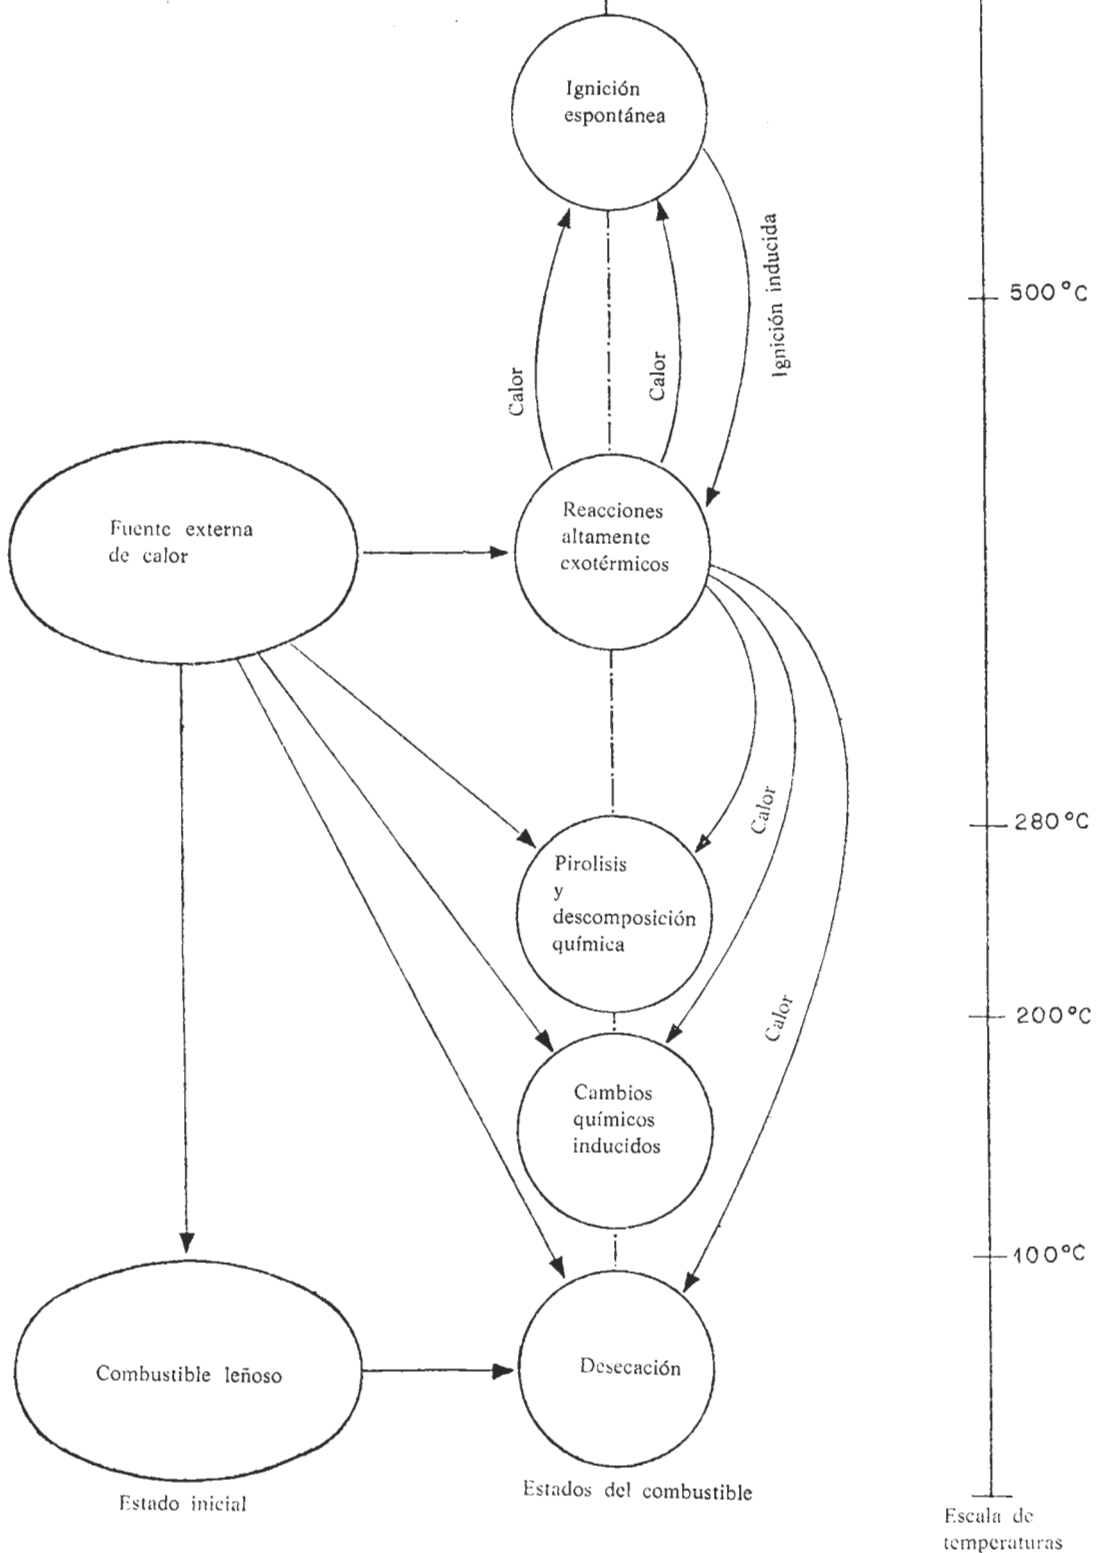 Ignición
espontánea
Ignición inducida
500°C
Calor
Calor
Fuente externa
de calor
Reacciones
altamente
exotérmicos
Calor
280°C
Pirolisis
y
descomposición
química
Calor
200°C
Cambios
químicos
inducidos
100°C
Combustible leñoso
Desecación
Estado inicial
Estados del combustible
Escala de
temperaturas